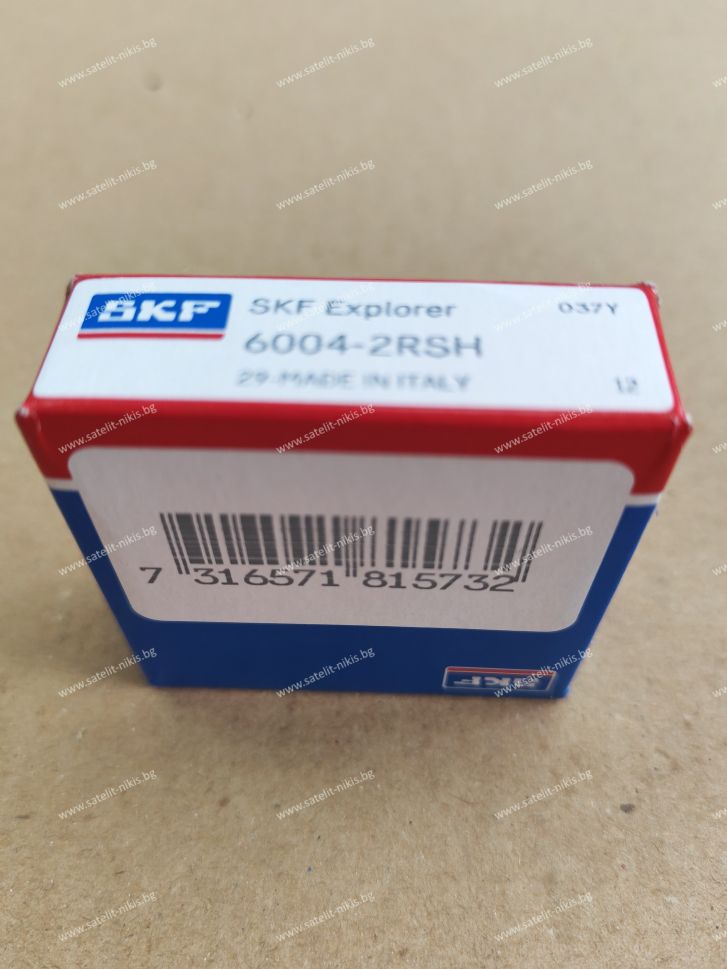 SKF
SKF Explorer
037Y
6004-2RSH
29-MADE IN ITALY
12
7 316571 815732
SKF
www.satelit-nikis.bg